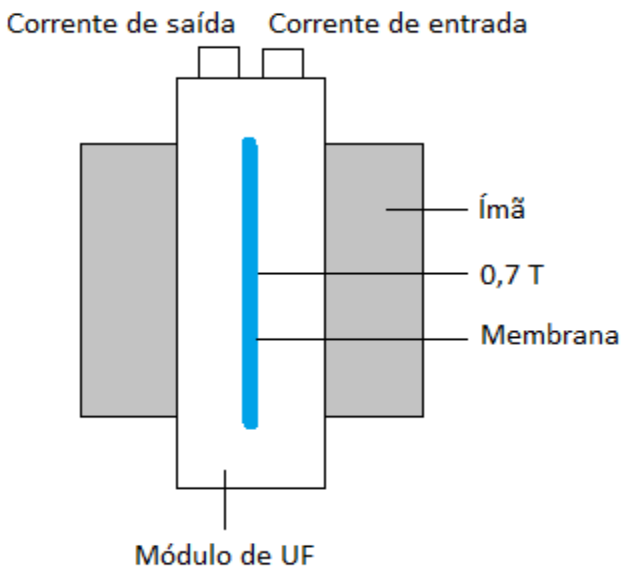 Corrente de saída
Corrente de entrada
Ímã
0,7 T
Membrana
Módulo de UF